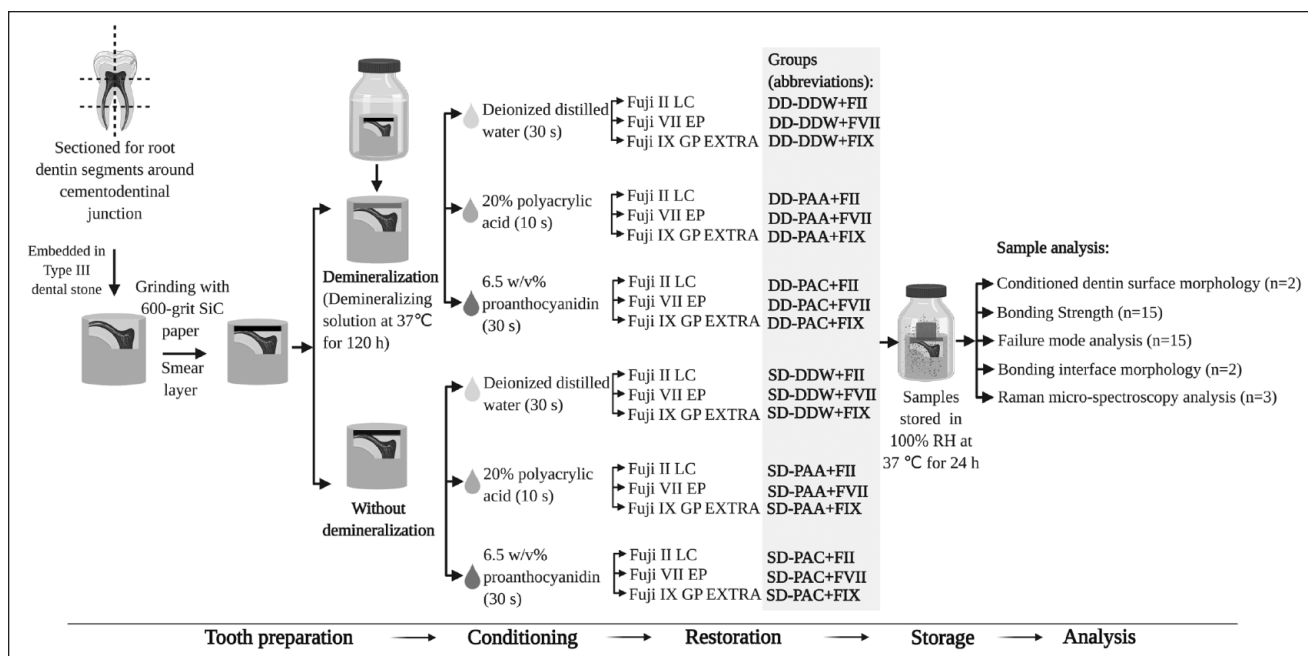 Sectioned for root
dentin segments around
cementodentinal
junction
Embedded in
Type III
dental stone
Grinding with
600-grit SiC
paper
Smear
layer
Demineralization
(Demineralizing
solution at 37℃
for 120 h)
Without
demineralization
Deionized distilled
water (30 s)
Fuji II LC
Fuji VII EP
Fuji IX GP EXTRA
20% polyacrylic
acid (10 s)
Fuji II LC
Fuji VII EP
Fuji IX GP EXTRA
6.5 w/v%
proanthocyanidin
(30 s)
Fuji II LC
Fuji VII EP
Fuji IX GP EXTRA
Deionized distilled
water (30 s)
Fuji II LC
Fuji VII EP
Fuji IX GP EXTRA
20% polyacrylic
acid (10 s)
Fuji II LC
Fuji VII EP
Fuji IX GP EXTRA
6.5 w/v%
proanthocyanidin
(30 s)
Fuji II LC
Fuji VII EP
Fuji IX GP EXTRA
Groups
(abbreviations):
DD-DDW+FII
DD-DDW+FVII
DD-DDW+FIX
DD-PAA+FII
DD-PAA+FVII
DD-PAA+FIX
DD-PAC+FII
DD-PAC+FVII
DD-PAC+FIX
SD-DDW+FII
SD-DDW+FVII
SD-DDW+FIX
SD-PAA+FII
SD-PAA+FVII
SD-PAA+FIX
SD-PAC+FII
SD-PAC+FVII
SD-PAC+FIX
Samples
stored in
100% RH at
37 ℃ for 24 h
Sample analysis:
Conditioned dentin surface morphology (n=2)
Bonding Strength (n=15)
Failure mode analysis (n=15)
Bonding interface morphology (n=2)
Raman micro-spectroscopy analysis (n=3)
Tooth preparation → Conditioning → Restoration → Storage → Analysis